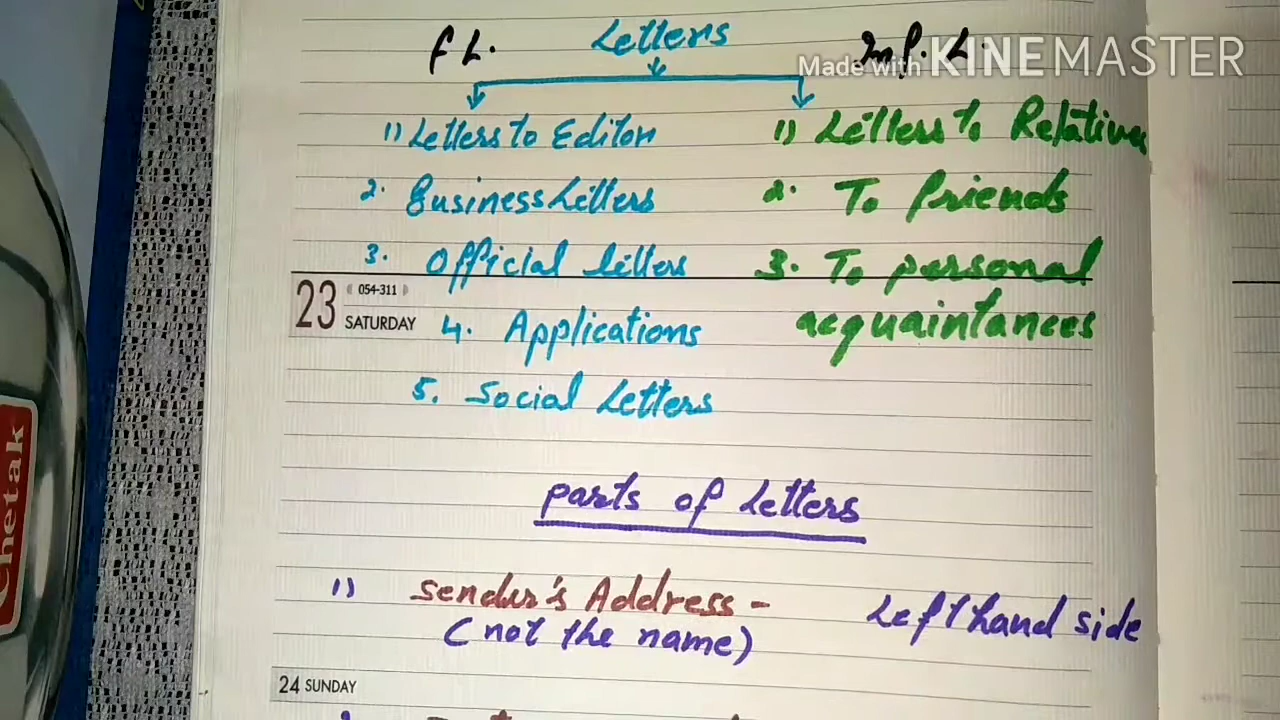 f L. Letters Inf. L.
Made with KINEMASTER
1) Letters to Editor
1) Letters to Relatives
2. Business Letters
2. To friends
3. Official letters
3. To personal
acquaintances
23 054-311
SATURDAY
4. Applications
5. Social Letters
Parts of Letters
1) Sender's Address - Left hand side
(not the name)
24 SUNDAY
Chetak